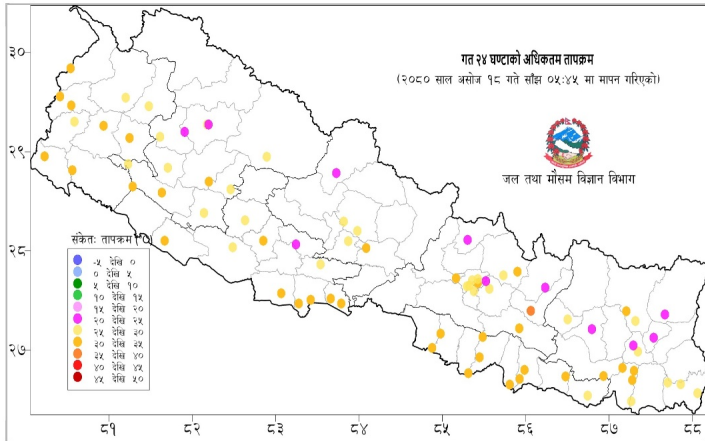 गत २४ घण्टाको अधिकतम तापक्रम
(२०८० साल असोज १८ गते साँझ ०५:४५ मा मापन गरिएको)
जल तथा मौसम विज्ञान विभाग
संकेतः तापक्रम (°C)
-५ देखि ०
० देखि ५
५ देखि १०
१० देखि १५
१५ देखि २०
२० देखि २५
२५ देखि ३०
३० देखि ३५
३५ देखि ४०
४० देखि ४५
४५ देखि ५०
३०
२९
२८
२७
८१ ८२ ८३ ८४ ८५ ८६ ८७ ८८